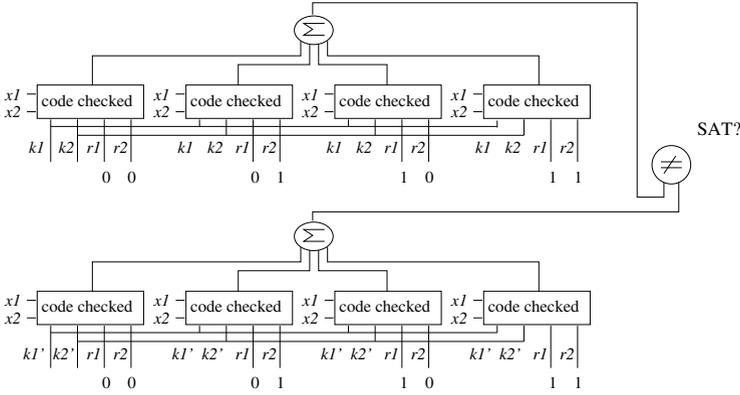 Σ
x1 code checked x1 code checked x1 code checked x1 code checked
x2 x2 x2 x2
SAT?
k1 k2 r1 r2 k1 k2 r1 r2 k1 k2 r1 r2 k1 k2 r1 r2
≠
0 0 0 1 1 0 1 1
Σ
x1 code checked x1 code checked x1 code checked x1 code checked
x2 x2 x2 x2
k1’ k2’ r1 r2 k1’ k2’ r1 r2 k1’ k2’ r1 r2 k1’ k2’ r1 r2
0 0 0 1 1 0 1 1